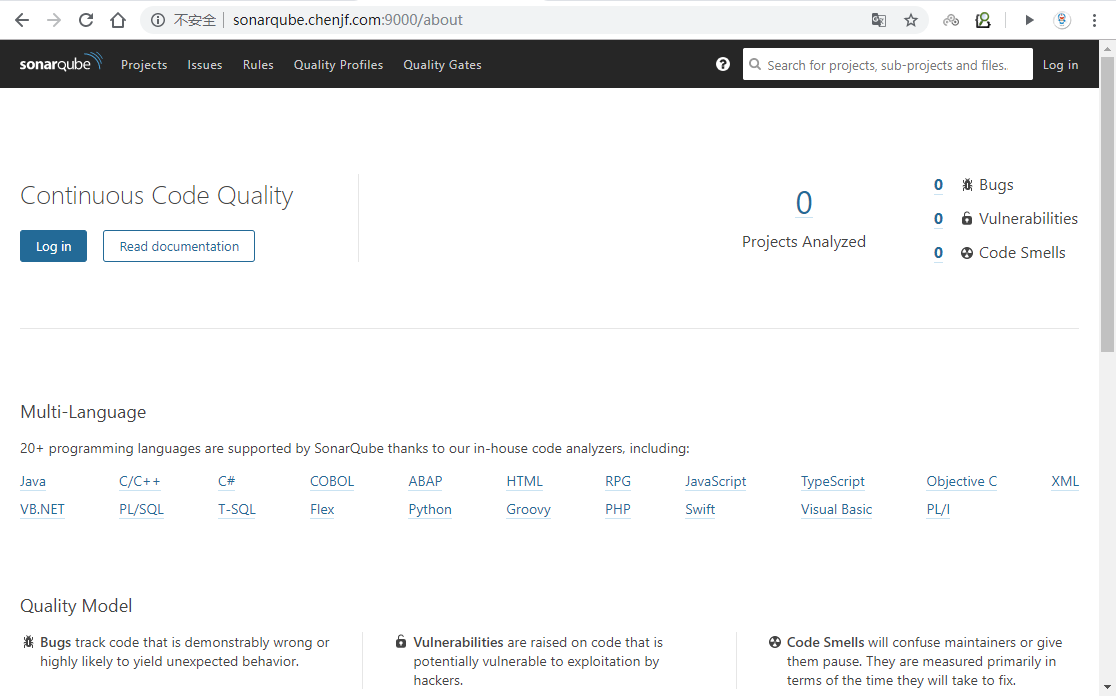 不安全 sonarqube.chenjf.com:9000/about
sonarqube Projects Issues Rules Quality Profiles Quality Gates Search for projects, sub-projects and files.. Log in
Continuous Code Quality
Log in Read documentation
0
Projects Analyzed
0 Bugs
0 Vulnerabilities
0 Code Smells
Multi-Language
20+ programming languages are supported by SonarQube thanks to our in-house code analyzers, including:
Java C/C++ C# COBOL ABAP HTML RPG JavaScript TypeScript Objective C XML
VB.NET PL/SQL T-SQL Flex Python Groovy PHP Swift Visual Basic PL/I
Quality Model
Bugs track code that is demonstrably wrong or
highly likely to yield unexpected behavior.
Vulnerabilities are raised on code that is
potentially vulnerable to exploitation by
hackers.
Code Smells will confuse maintainers or give
them pause. They are measured primarily in
terms of the time they will take to fix.